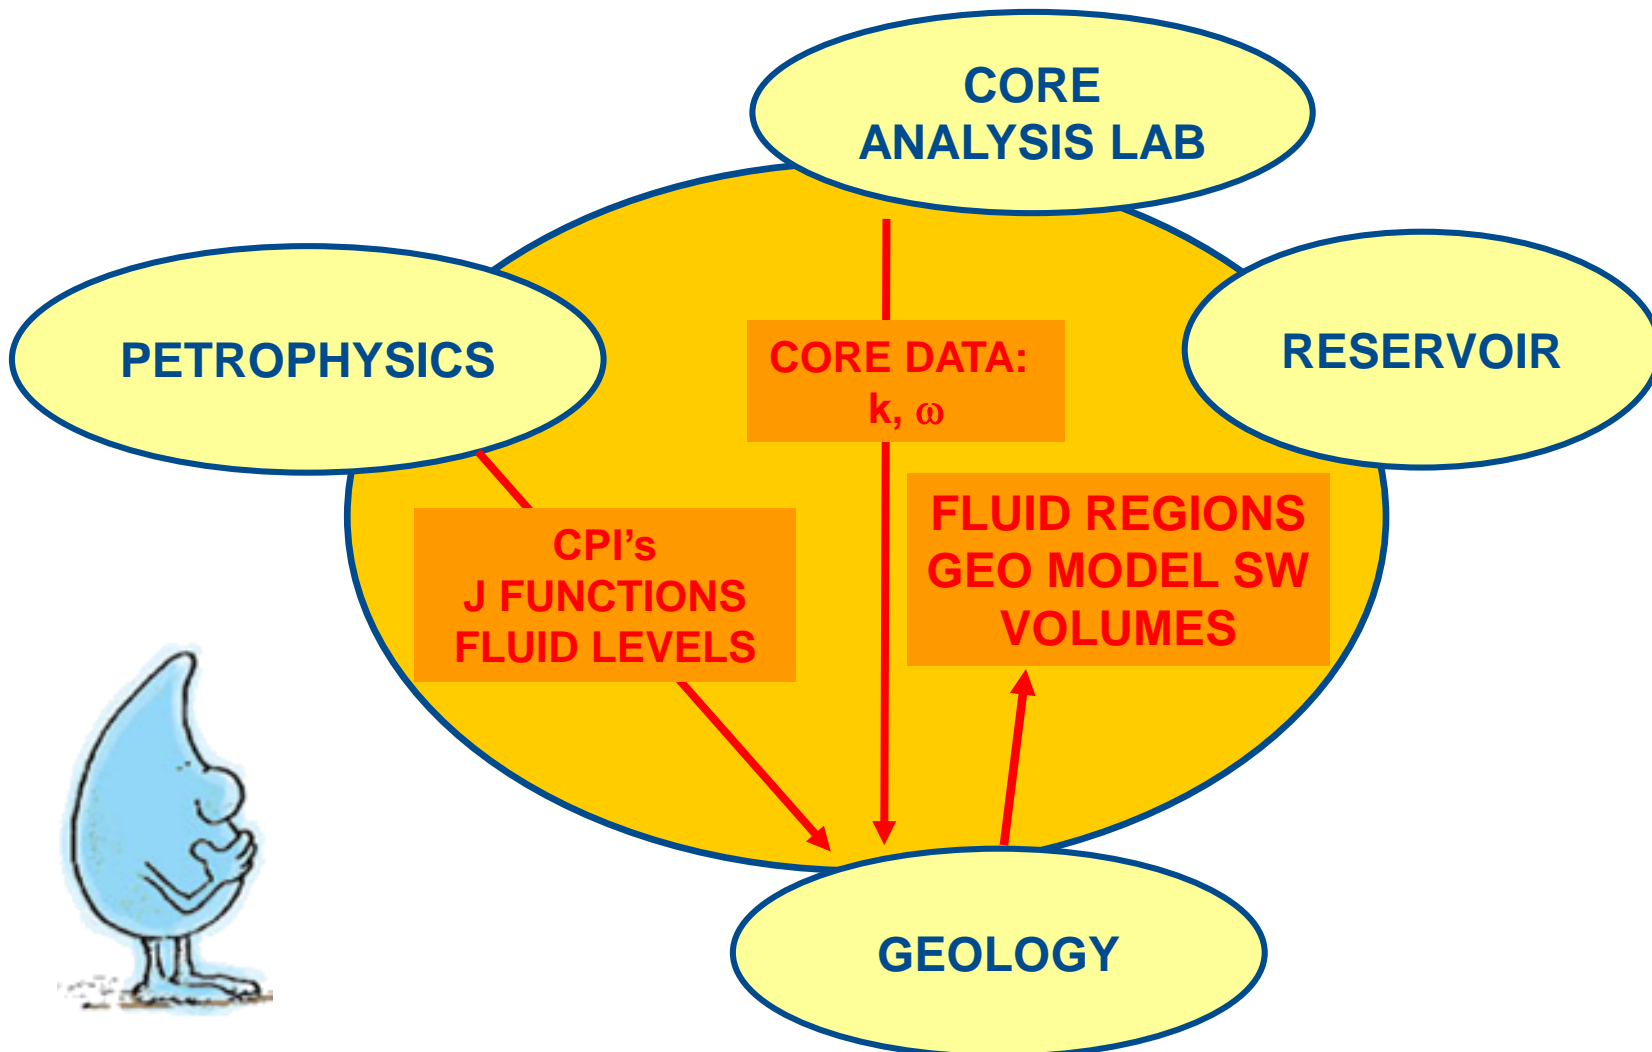 CORE
ANALYSIS LAB
PETROPHYSICS
RESERVOIR
CORE DATA:
k, ω
CPI's
J FUNCTIONS
FLUID LEVELS
FLUID REGIONS
GEO MODEL SW
VOLUMES
GEOLOGY